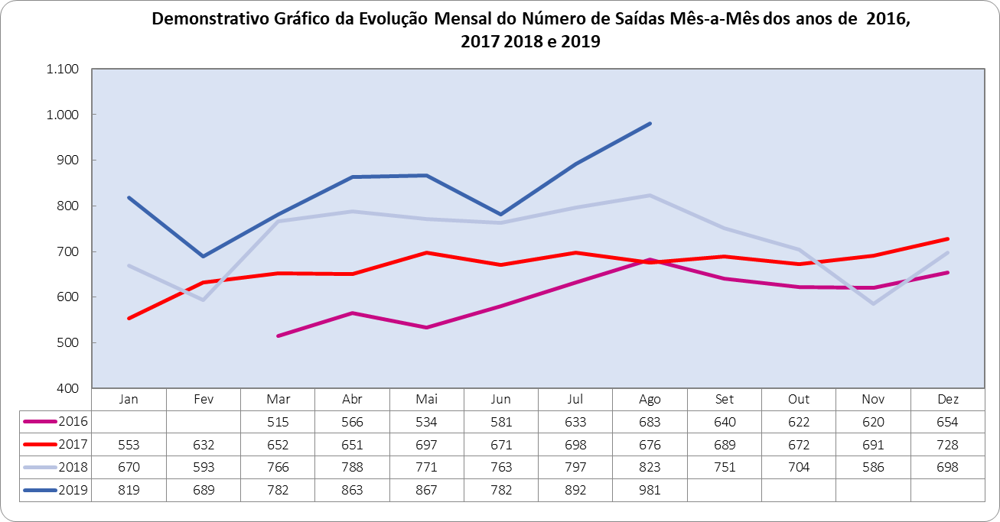 Demonstrativo Gráfico da Evolução Mensal do Número de Saídas Mês-a-Mês dos anos de 2016,
2017 2018 e 2019
1.100
1.000
900
800
700
600
500
400
Jan Fev Mar Abr Mai Jun Jul Ago Set Out Nov Dez
2016 515 566 534 581 633 683 640 622 620 654
2017 553 632 652 651 697 671 698 676 689 672 691 728
2018 670 593 766 788 771 763 797 823 751 704 586 698
2019 819 689 782 863 867 782 892 981